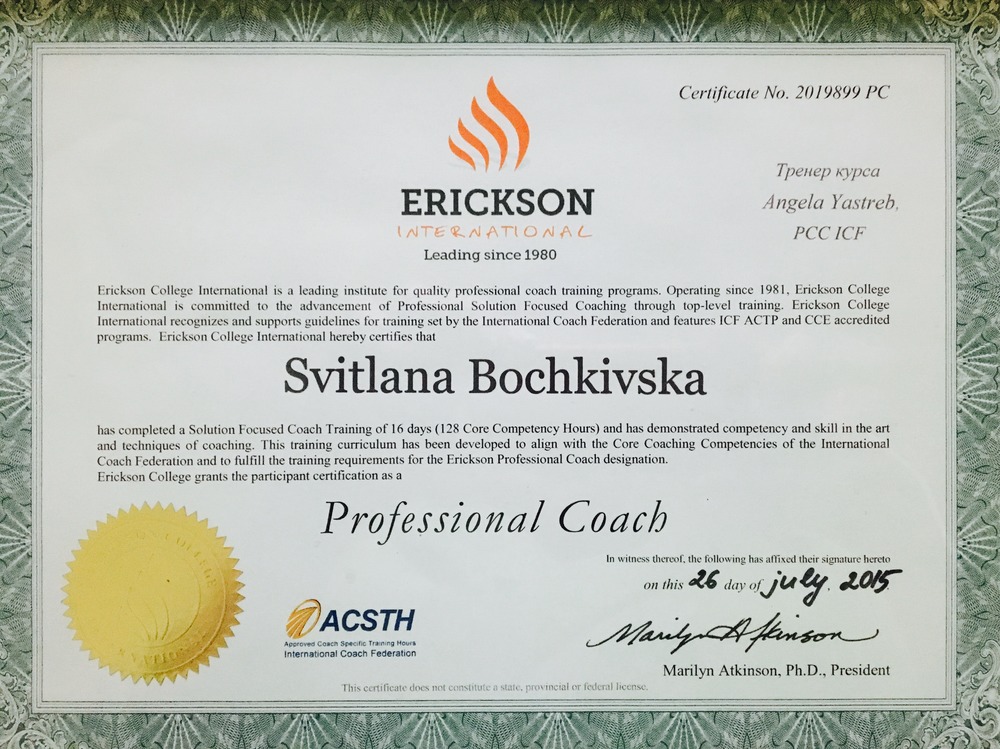 Certificate No. 2019899 PC
Тренер курса
Angela Yastreb,
PCC ICF
ERICKSON
INTERNATIONAL
Leading since 1980
Erickson College International is a leading institute for quality professional coach training programs. Operating since 1981, Erickson College
International is committed to the advancement of Professional Solution Focused Coaching through top-level training. Erickson College
International recognizes and supports guidelines for training set by the International Coach Federation and features ICF ACTP and CCE accredited
programs. Erickson College International hereby certifies that
Svitlana Bochkivska
has completed a Solution Focused Coach Training of 16 days (128 Core Competency Hours) and has demonstrated competency and skill in the art
and techniques of coaching. This training curriculum has been developed to align with the Core Coaching Competencies of the International
Coach Federation and to fulfill the training requirements for the Erickson Professional Coach designation.
Erickson College grants the participant certification as a
Professional Coach
In witness thereof, the following has affixed their signature hereto
on this 26 day of july, 2015
Marilyn Atkinson
Marilyn Atkinson, Ph.D., President
ACSTH
Approved Coach Specific Training Hours
International Coach Federation
This certificate does not constitute a state, provincial or federal license.